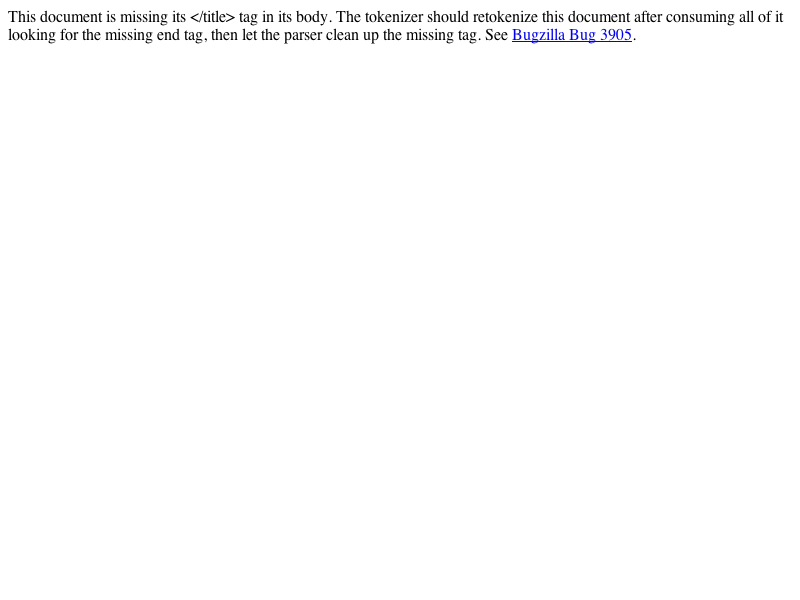 This document is missing its </title> tag in its body. The tokenizer should retokenize this document after consuming all of it
looking for the missing end tag, then let the parser clean up the missing tag. See Bugzilla Bug 3905.